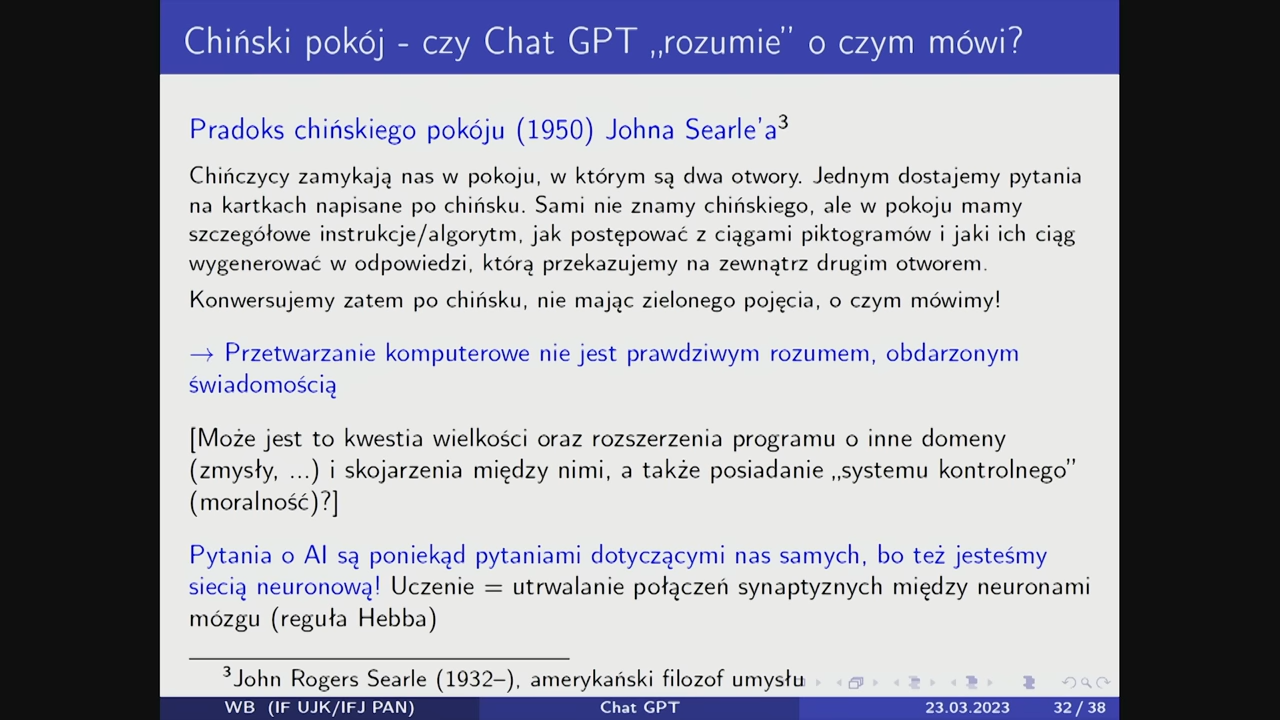 Chiński pokój - czy Chat GPT „rozumie” o czym mówi?
Pradoks chińskiego pokóju (1950) Johna Searle'a³
Chińczycy zamykają nas w pokoju, w którym są dwa otwory. Jednym dostajemy pytania
na kartkach napisane po chińsku. Sami nie znamy chińskiego, ale w pokoju mamy
szczegółowe instrukcje/algorytm, jak postępować z ciągami piktogramów i jaki ich ciąg
wygenerować w odpowiedzi, którą przekazujemy na zewnątrz drugim otworem.
Konwersujemy zatem po chińsku, nie mając zielonego pojęcia, o czym mówimy!
→ Przetwarzanie komputerowe nie jest prawdziwym rozumem, obdarzonym
świadomością
[Może jest to kwestia wielkości oraz rozszerzenia programu o inne domeny
(zmysły, ...) i skojarzenia między nimi, a także posiadanie „systemu kontrolnego”
(moralność)?]
Pytania o AI są poniekąd pytaniami dotyczącymi nas samych, bo też jesteśmy
siecią neuronową! Uczenie = utrwalanie połączeń synaptyznych między neuronami
mózgu (reguła Hebba)
³John Rogers Searle (1932–), amerykański filozof umysłu
WB (IF UJK/IFJ PAN) Chat GPT 23.03.2023 32 / 38